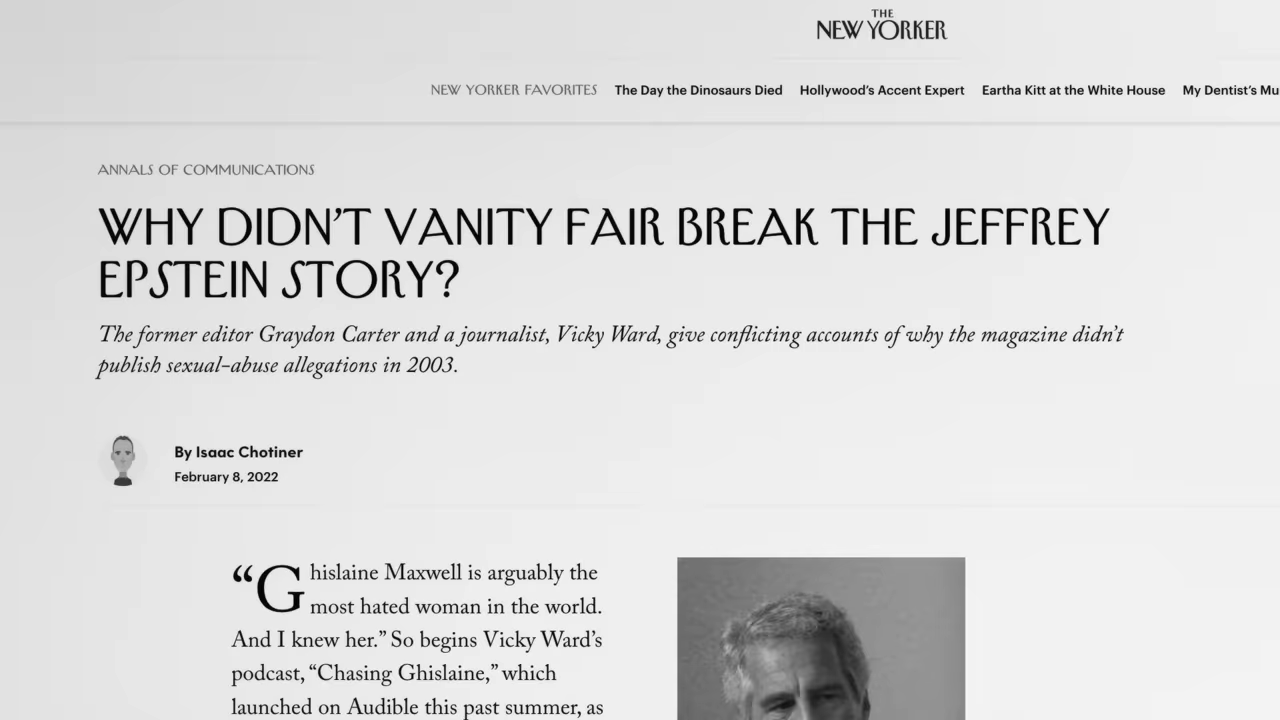 THE
NEW YORKER
NEW YORKER FAVORITES The Day the Dinosaurs Died Hollywood's Accent Expert Eartha Kitt at the White House My Dentist's Mu
ANNALS OF COMMUNICATIONS
WHY DIDN'T VANITY FAIR BREAK THE JEFFREY
EPSTEIN STORY?
The former editor Graydon Carter and a journalist, Vicky Ward, give conflicting accounts of why the magazine didn't
publish sexual-abuse allegations in 2003.
By Isaac Chotiner
February 8, 2022
“Ghislaine Maxwell is arguably the
most hated woman in the world.
And I knew her.” So begins Vicky Ward's
podcast, “Chasing Ghislaine,” which
launched on Audible this past summer, as